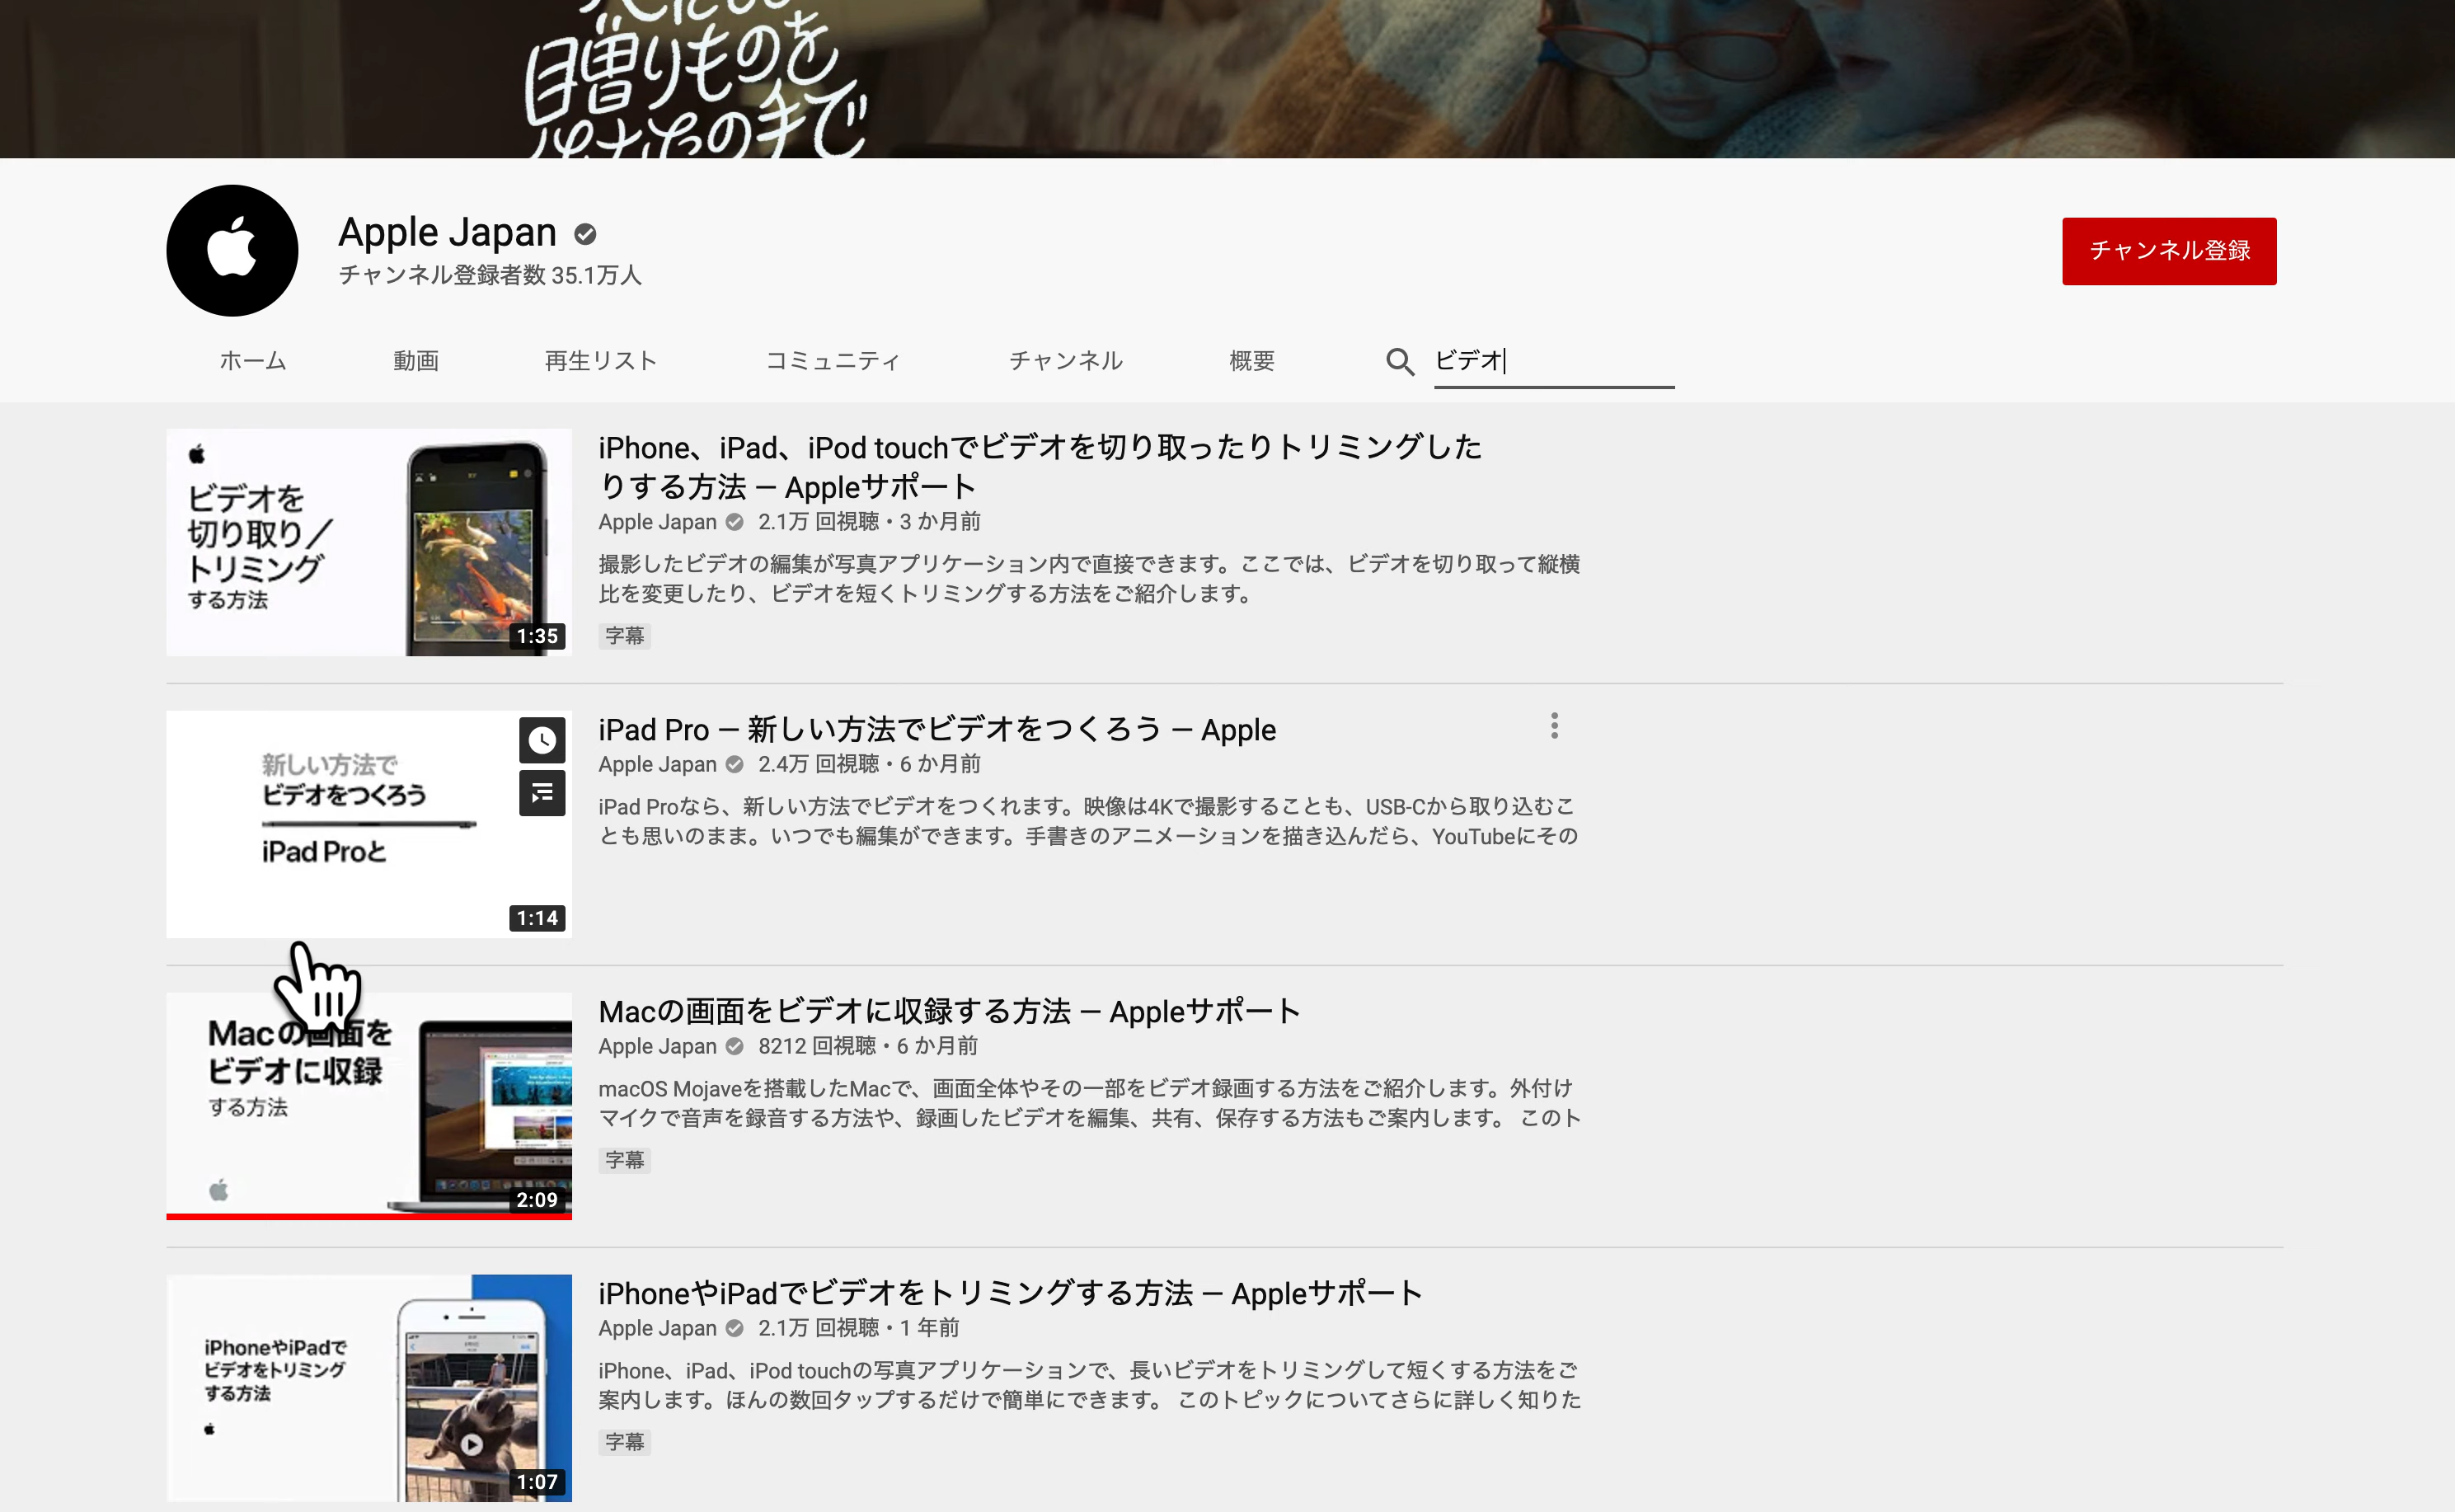 贈りものを
の手で
Apple Japan
チャンネル登録者数 35.1万人
チャンネル登録
ホーム 動画 再生リスト コミュニティ チャンネル 概要 ビデオ
ビデオを
切り取り／
トリミング
する方法
1:35
iPhone、iPad、iPod touchでビデオを切り取ったりトリミングした
りする方法 — Appleサポート
Apple Japan 2.1万 回視聴・3 か月前
撮影したビデオの編集が写真アプリケーション内で直接できます。ここでは、ビデオを切り取って縦横
比を変更したり、ビデオを短くトリミングする方法をご紹介します。
字幕
新しい方法で
ビデオをつくろう
iPad Proと
1:14
iPad Pro — 新しい方法でビデオをつくろう — Apple
Apple Japan 2.4万 回視聴・6 か月前
iPad Proなら、新しい方法でビデオをつくれます。映像は4Kで撮影することも、USB-Cから取り込むこ
とも思いのまま。いつでも編集ができます。手書きのアニメーションを描き込んだら、YouTubeにその
Macの画面を
ビデオに収録
する方法
2:09
Macの画面をビデオに収録する方法 — Appleサポート
Apple Japan 8212 回視聴・6 か月前
macOS Mojaveを搭載したMacで、画面全体やその一部をビデオ録画する方法をご紹介します。外付け
マイクで音声を録音する方法や、録画したビデオを編集、共有、保存する方法もご案内します。 このト
字幕
iPhoneやiPadで
ビデオをトリミング
する方法
1:07
iPhoneやiPadでビデオをトリミングする方法 — Appleサポート
Apple Japan 2.1万 回視聴・1 年前
iPhone、iPad、iPod touchの写真アプリケーションで、長いビデオをトリミングして短くする方法をご
案内します。ほんの数回タップするだけで簡単にできます。 このトピックについてさらに詳しく知りた
字幕